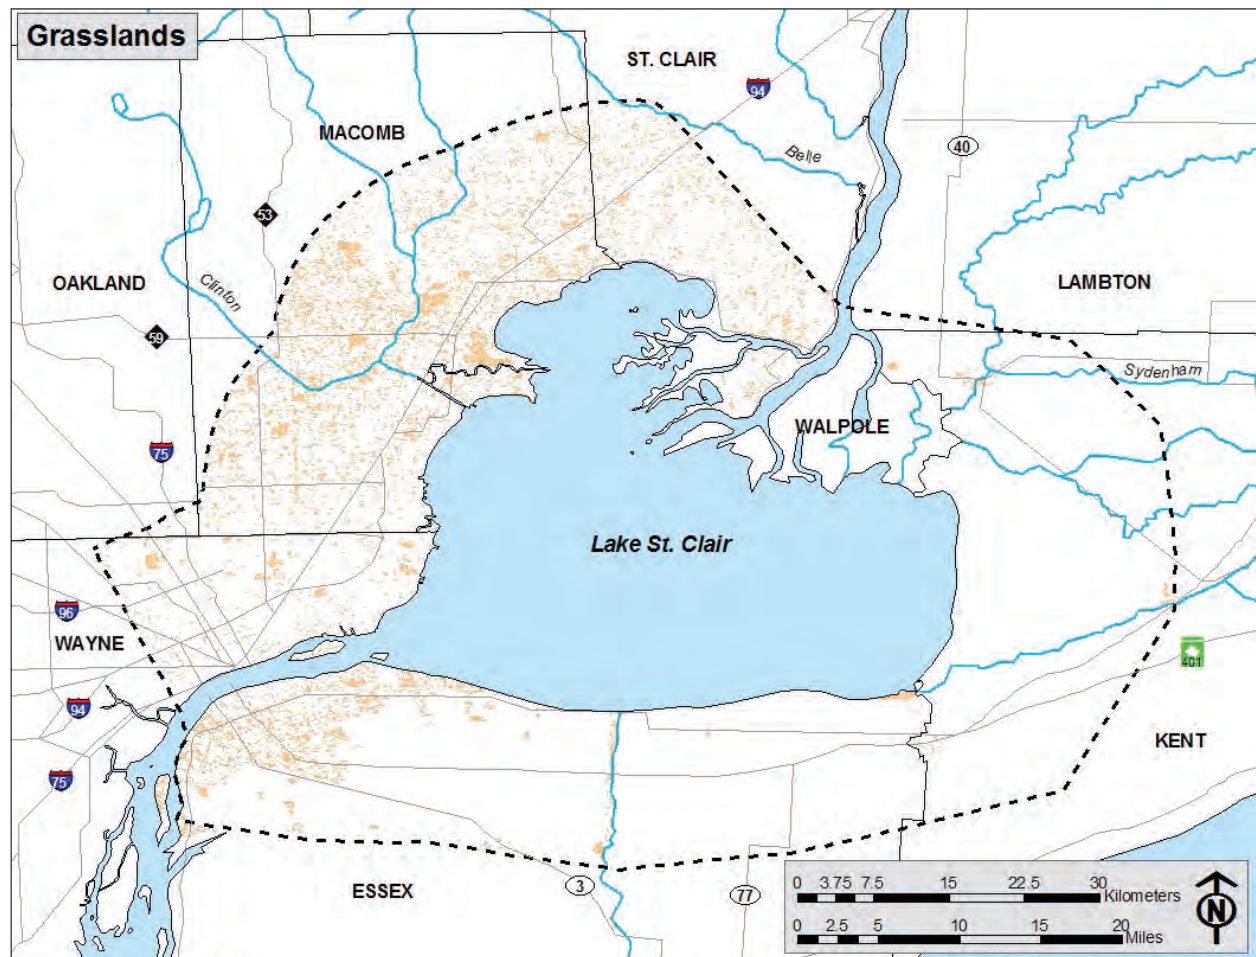 Grasslands
ST. CLAIR
94
MACOMB
Belle
40
53
OAKLAND
Clinton
LAMBTON
59
Sydenham
WALPOLE
75
Lake St. Clair
96
WAYNE
401
94
KENT
75
ESSEX
3
77
0 3.75 7.5 15 22.5 30
Kilometers
0 2.5 5 10 15 20
Miles
N